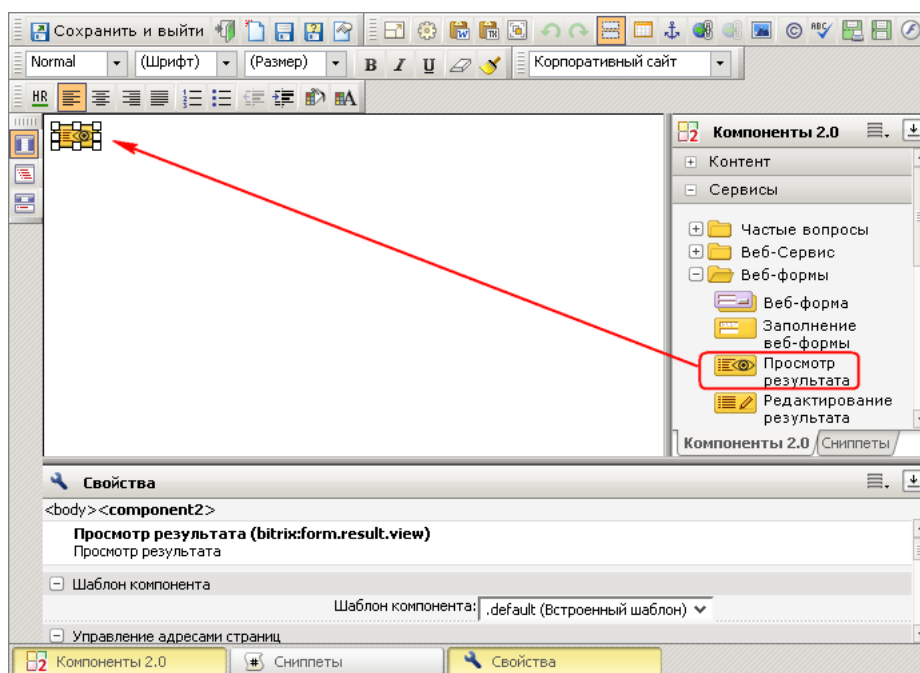 Сохранить и выйти
Normal (Шрифт) (Размер) B I U Корпоративный сайт
HR
Компоненты 2.0
Контент
Сервисы
Частые вопросы
Веб-Сервис
Веб-формы
Веб-форма
Заполнение
веб-формы
Просмотр
результата
Редактирование
результата
Компоненты 2.0 Сниппеты
Свойства
<body><component2>
Просмотр результата (bitrix:form.result.view)
Просмотр результата
Шаблон компонента
Шаблон компонента: .default (Встроенный шаблон)
Управление адресами страниц
Компоненты 2.0 Сниппеты Свойства